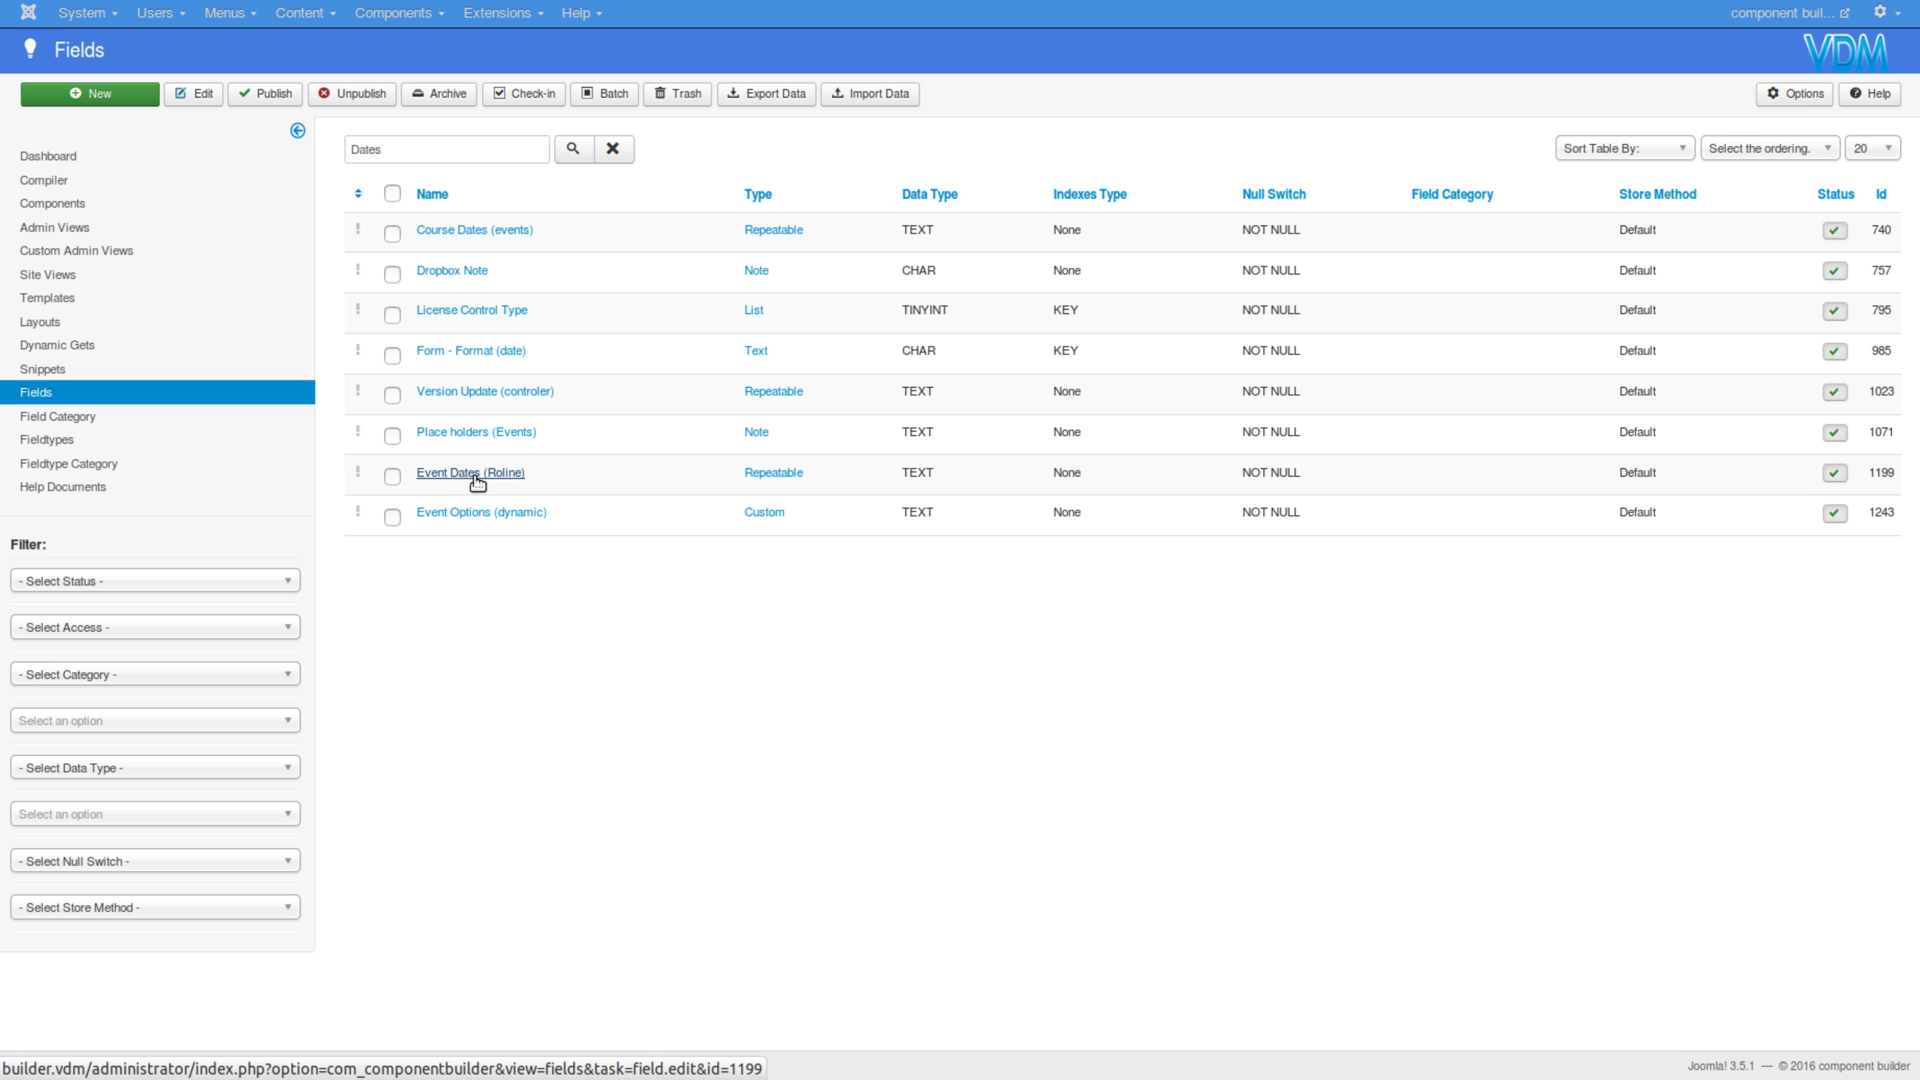 System Users Menus Content Components Extensions Help component buil...
Fields VDM
New Edit Publish Unpublish Archive Check-in Batch Trash Export Data Import Data Options Help
Dashboard
Compiler
Components
Admin Views
Custom Admin Views
Site Views
Templates
Layouts
Dynamic Gets
Snippets
Fields
Field Category
Fieldtypes
Fieldtype Category
Help Documents
Filter:
- Select Status -
- Select Access -
- Select Category -
Select an option
- Select Data Type -
Select an option
- Select Null Switch -
- Select Store Method -
Dates Sort Table By: Select the ordering. 20
Name Type Data Type Indexes Type Null Switch Field Category Store Method Status Id
Course Dates (events) Repeatable TEXT None NOT NULL Default 740
Dropbox Note Note CHAR None NOT NULL Default 757
License Control Type List TINYINT KEY NOT NULL Default 795
Form - Format (date) Text CHAR KEY NOT NULL Default 985
Version Update (controler) Repeatable TEXT None NOT NULL Default 1023
Place holders (Events) Note TEXT None NOT NULL Default 1071
Event Dates (Roline) Repeatable TEXT None NOT NULL Default 1199
Event Options (dynamic) Custom TEXT None NOT NULL Default 1243
builder.vdm/administrator/index.php?option=com_componentbuilder&view=fields&task=field.edit&id=1199
Joomla! 3.5.1 — © 2016 component builder